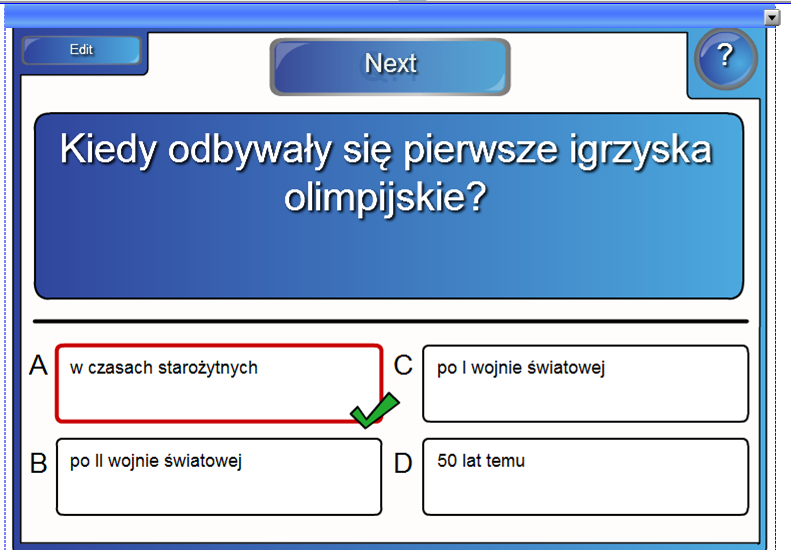 Edit
Next
?
Kiedy odbywały się pierwsze igrzyska
olimpijskie?
A
w czasach starożytnych
C
po I wojnie światowej
B
po II wojnie światowej
D
50 lat temu